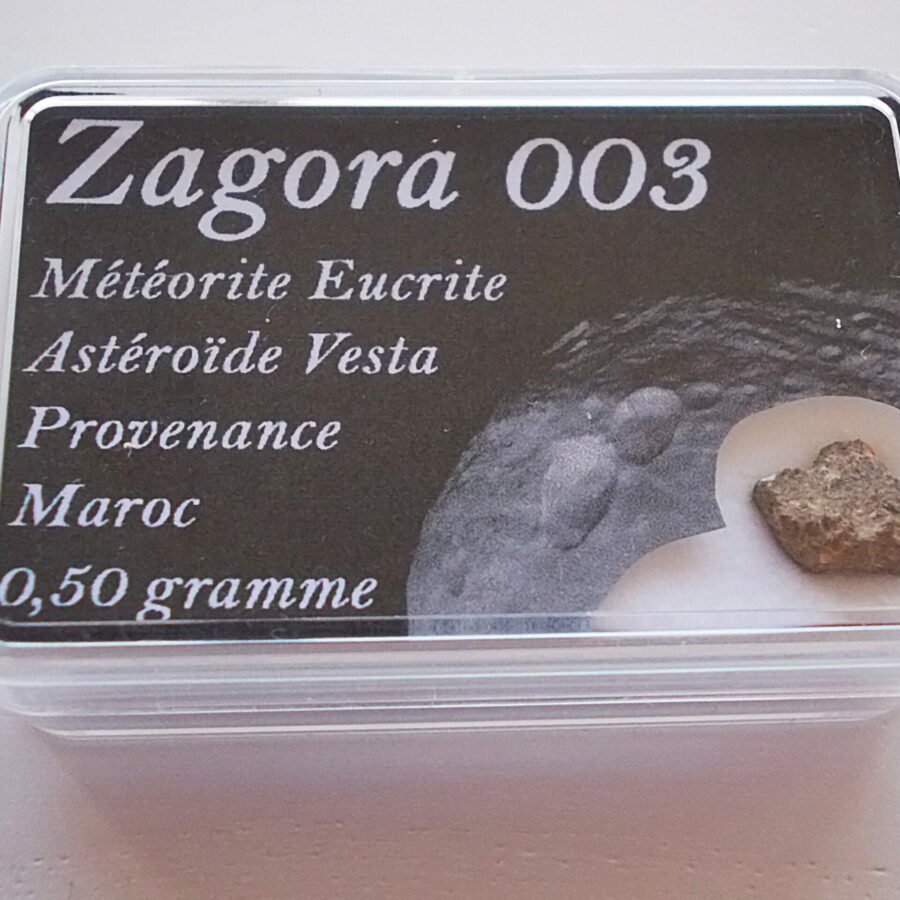 Zagora 003
Météorite Eucrite
Astéroïde Vesta
Provenance
Maroc
0,50 gramme